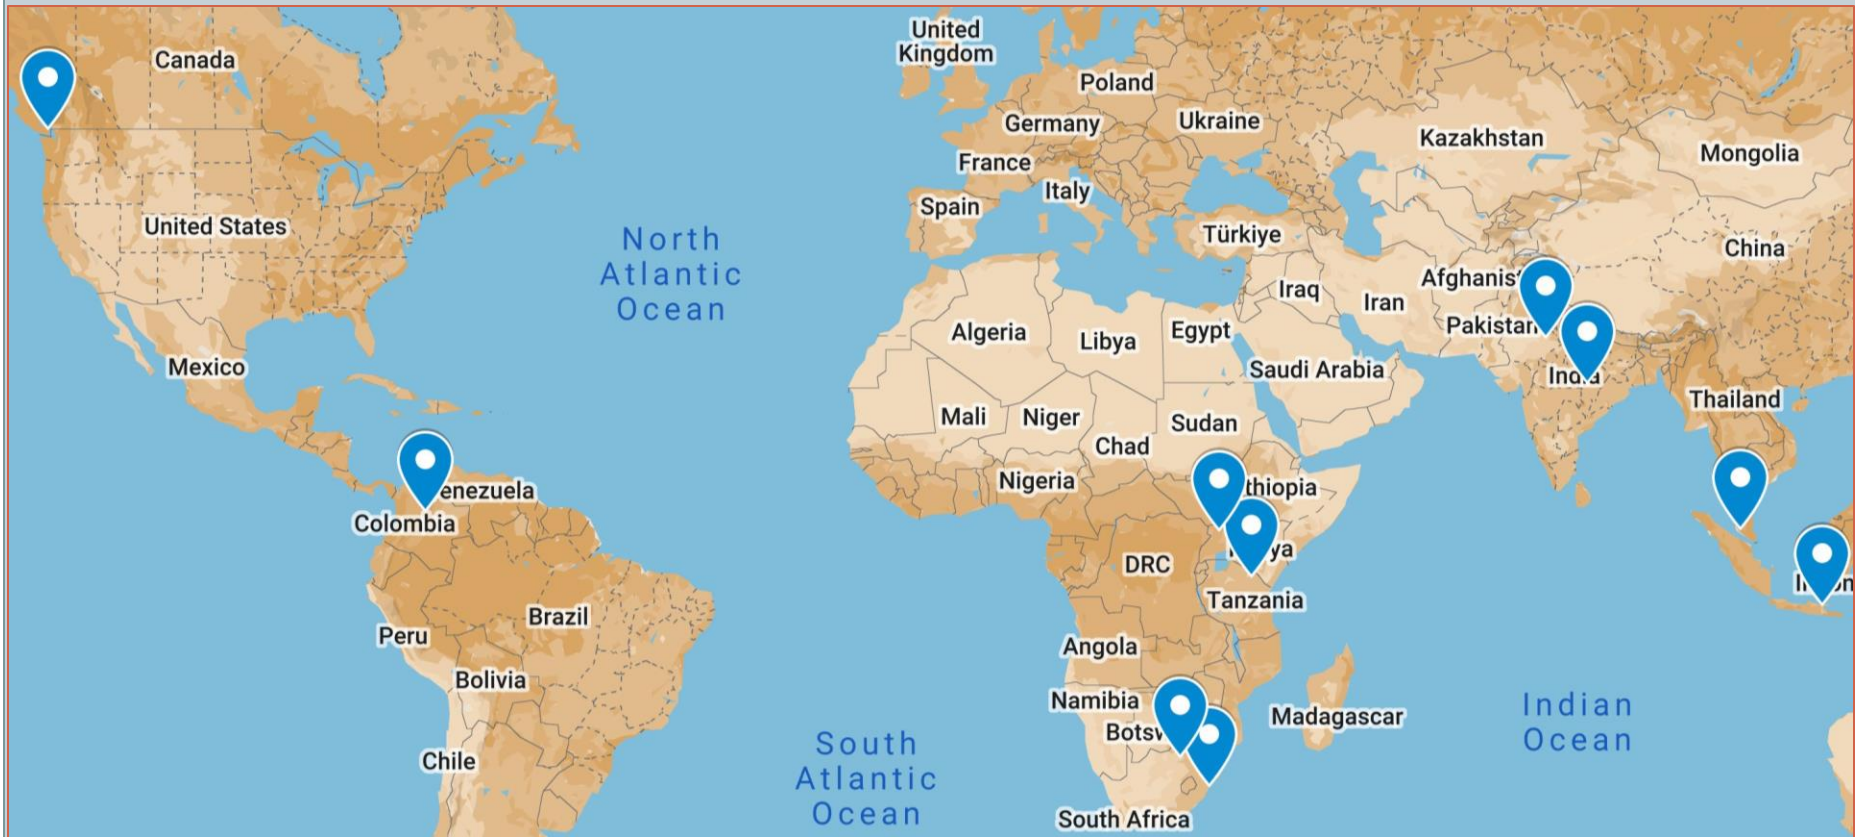 United
Kingdom
Canada
Poland
Germany
Ukraine
Kazakhstan
Mongolia
France
Italy
Spain
United States
Türkiye
China
North
Atlantic
Ocean
Iraq
Iran
Pakistan
Algeria
Libya
Egypt
Saudi Arabia
Mexico
Thailand
Mali
Niger
Sudan
Chad
Nigeria
Colombia
DRC
Tanzania
Brazil
Peru
Angola
Bolivia
Namibia
Madagascar
Indian
Ocean
South
Atlantic
Ocean
Chile
South Africa